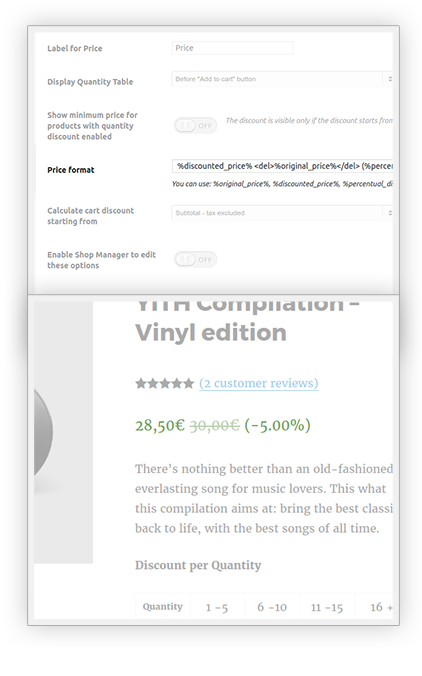 Label for Price
Price
Display Quantity Table
Before "Add to cart" button
Show minimum price for
products with quantity
discount enabled
OFF
The discount is visible only if the discount starts from
Price format
%discounted_price% <del>%original_price%</del> (%percen
You can use: %original_price%, %discounted_price%, %percentual_di
Calculate cart discount
starting from
Subtotal - tax excluded
Enable Shop Manager to edit
these options
OFF
YITH Compilation –
Vinyl edition
(2 customer reviews)
28,50€ 30,00€ (-5.00%)
There's nothing better than an old-fashioned
everlasting song for music lovers. This what
this compilation aims at: bring the best classi
back to life, with the best songs of all time.
Discount per Quantity
Quantity 1 -5 6 -10 11 -15 16 +